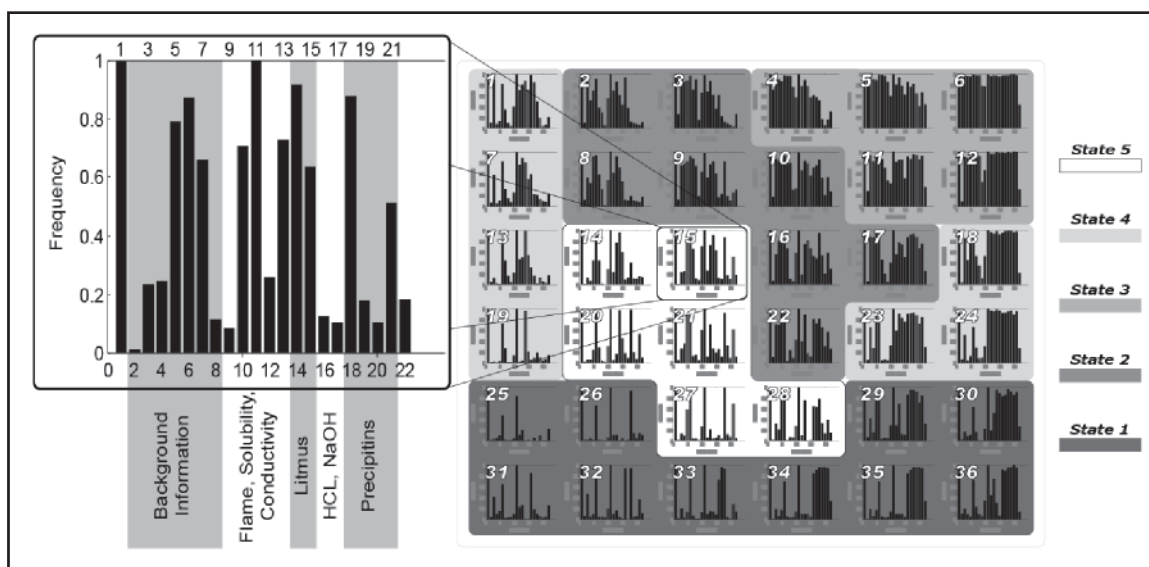 1 3 5 7 9 11 13 15 17 19 21
1
0.8
0.6
0.4
0.2
0
Frequency
0 2 4 6 8 10 12 14 16 18 20 22
Background
Information
Flame, Solubility,
Conductivity
Litmus
HCL, NaOH
Precipitins
1 2 3 4 5 6
7 8 9 10 11 12
13 14 15 16 17 18
19 20 21 22 23 24
25 26 27 28 29 30
31 32 33 34 35 36
State 5
State 4
State 3
State 2
State 1